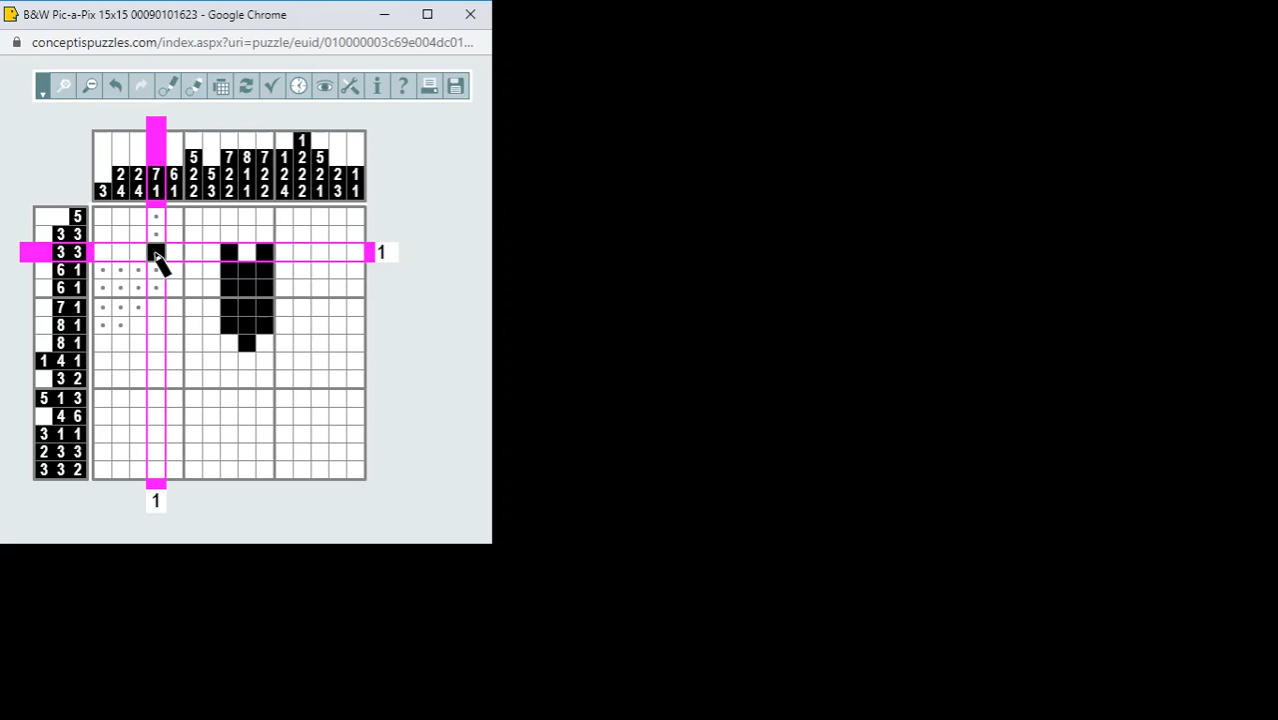 B&W Pic-a-Pix 15x15 00090101623 - Google Chrome
conceptispuzzles.com/index.aspx?uri=puzzle/euid/010000003c69e004dc01...
1
5 7 8 7 1 2 5
2 2 7 6 2 5 2 1 2 2 2 2 2 1
3 4 4 1 1 2 3 2 1 2 4 2 1 3 1
5
3 3
3 3 1
6 1
6 1
7 1
8 1
8 1
1 4 1
3 2
5 1 3
4 6
3 1 1
2 3 3
3 3 2
1